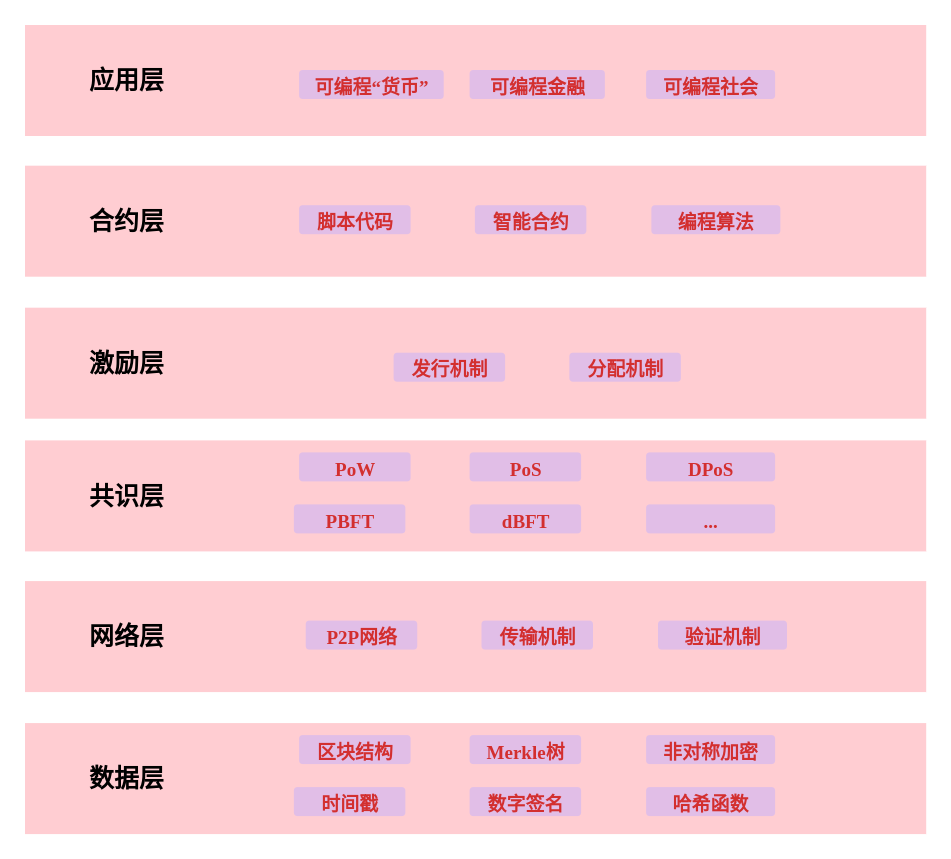 应用层
可编程“货币” 可编程金融 可编程社会
合约层
脚本代码 智能合约 编程算法
激励层
发行机制 分配机制
共识层
PoW PoS DPoS
PBFT dBFT ...
网络层
P2P网络 传输机制 验证机制
数据层
区块结构 Merkle树 非对称加密
时间戳 数字签名 哈希函数